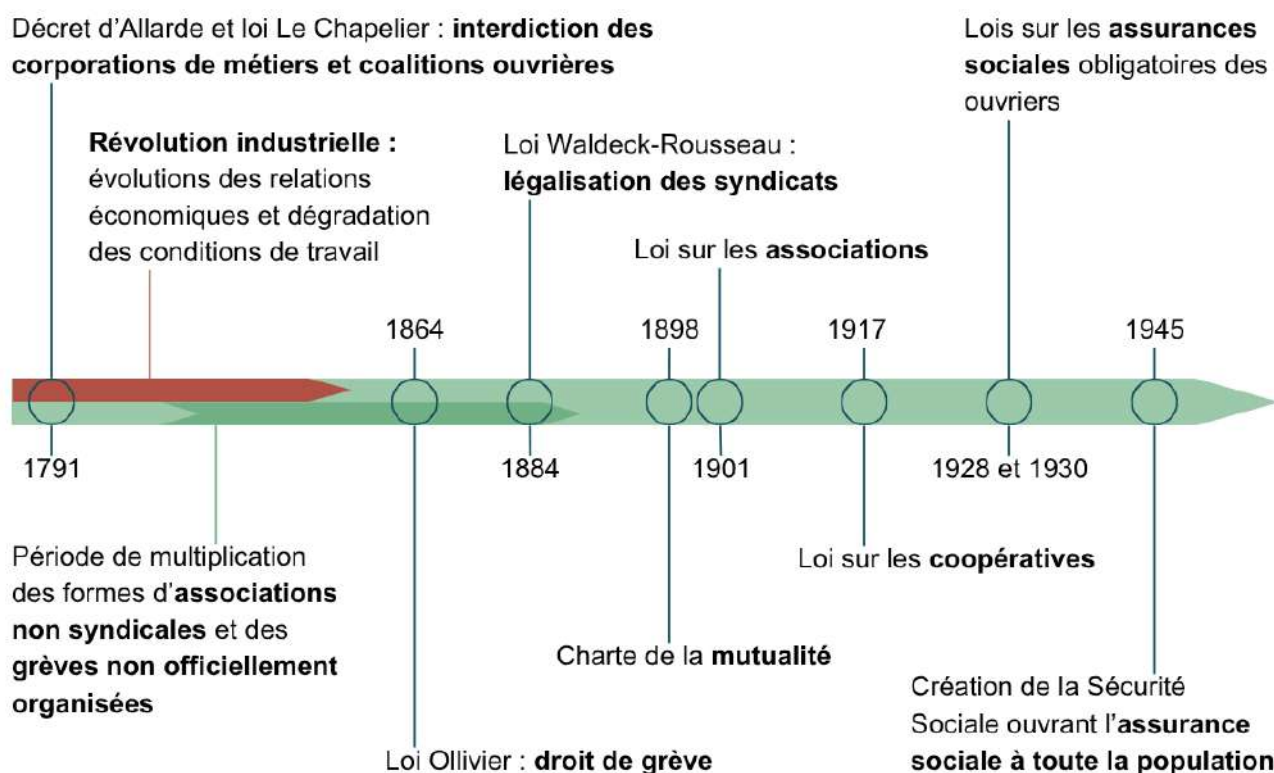 Décret d'Allarde et loi Le Chapelier : interdiction des
corporations de métiers et coalitions ouvrières
Lois sur les assurances
sociales obligatoires des
ouvriers
Révolution industrielle :
évolutions des relations
économiques et dégradation
des conditions de travail
Loi Waldeck-Rousseau :
légalisation des syndicats
Loi sur les associations
1864
1898
1917
1945
1791
1884
1901
1928 et 1930
Période de multiplication
des formes d'associations
non syndicales et des
grèves non officiellement
organisées
Loi sur les coopératives
Charte de la mutualité
Création de la Sécurité
Sociale ouvrant l'assurance
sociale à toute la population
Loi Ollivier : droit de grève